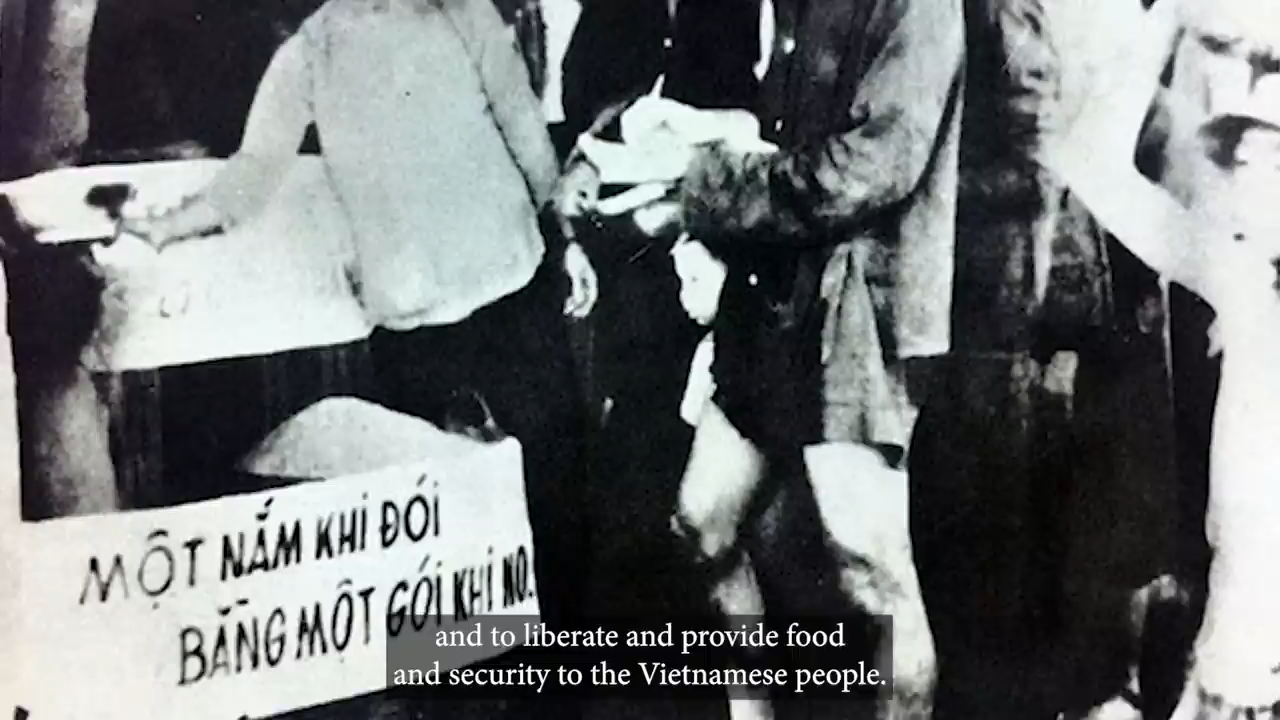 MỘT NẮM KHI ĐÓI
BẰNG MỘT GÓI KHI NO.
and to liberate and provide food
and security to the Vietnamese people.